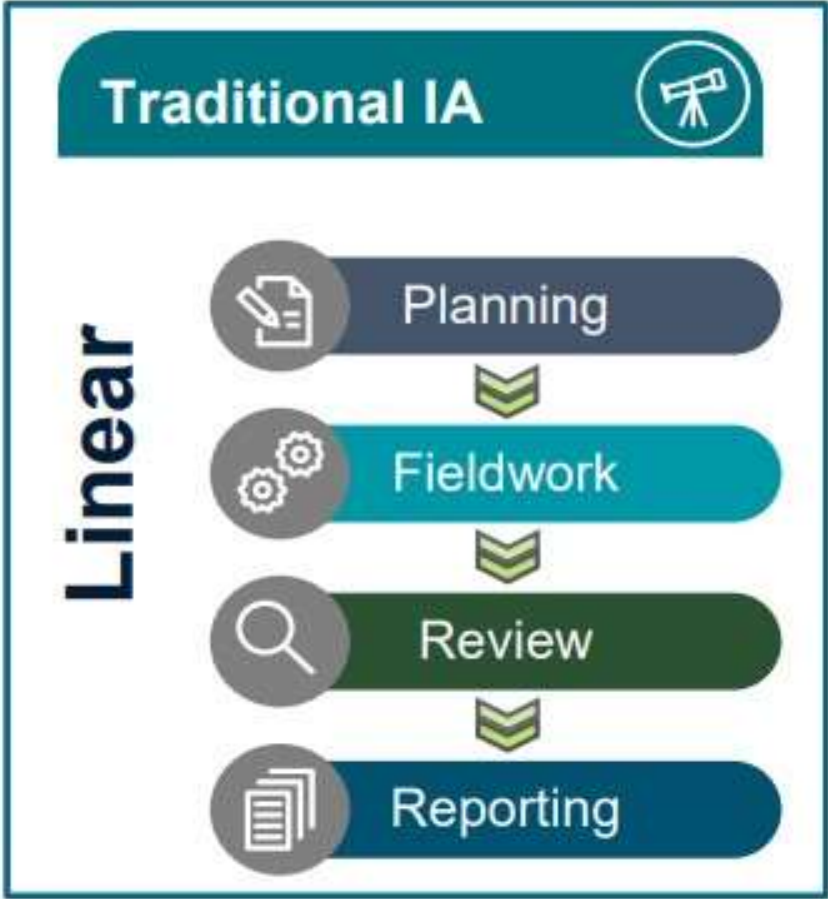 Traditional IA
Linear
Planning
Fieldwork
Review
Reporting